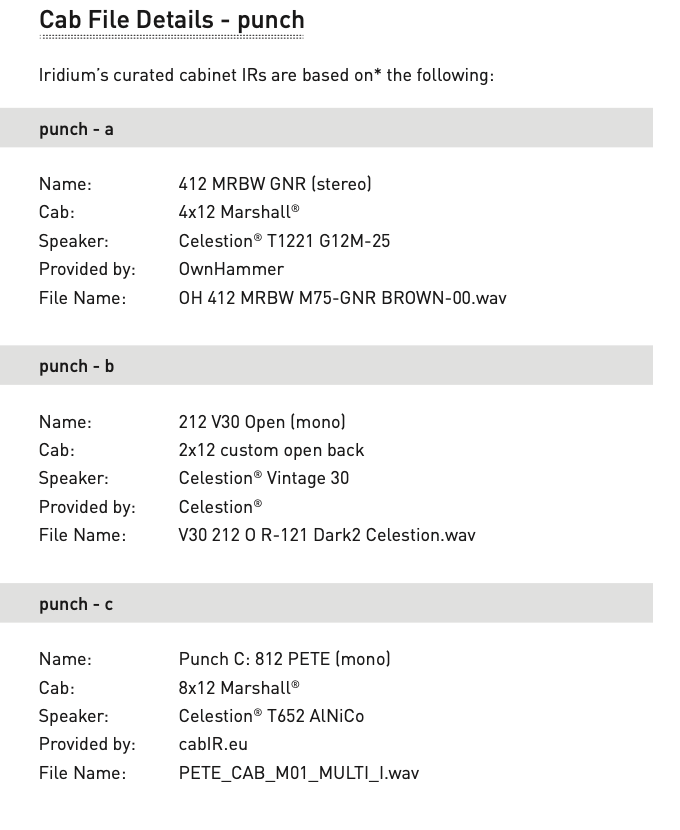 Cab File Details - punch
Iridium's curated cabinet IRs are based on* the following:
punch - a
Name: 412 MRBW GNR (stereo)
Cab: 4x12 Marshall®
Speaker: Celestion® T1221 G12M-25
Provided by: OwnHammer
File Name: OH 412 MRBW M75-GNR BROWN-00.wav
punch - b
Name: 212 V30 Open (mono)
Cab: 2x12 custom open back
Speaker: Celestion® Vintage 30
Provided by: Celestion®
File Name: V30 212 O R-121 Dark2 Celestion.wav
punch - c
Name: Punch C: 812 PETE (mono)
Cab: 8x12 Marshall®
Speaker: Celestion® T652 AlNiCo
Provided by: cabIR.eu
File Name: PETE_CAB_M01_MULTI_I.wav